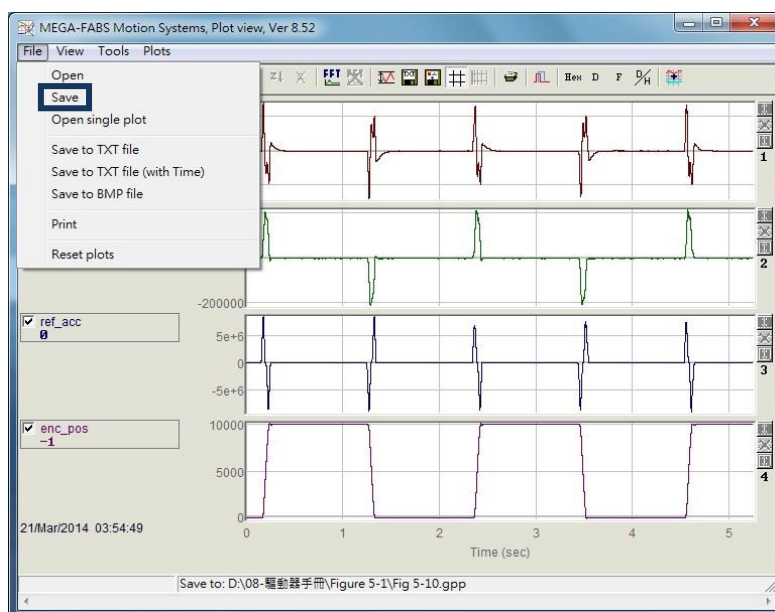 MEGA-FABS Motion Systems, Plot view, Ver 8.52
File View Tools Plots
Open
Save
Open single plot
Save to TXT file
Save to TXT file (with Time)
Save to BMP file
Print
Reset plots
FFT
Hex D F D/H
1
2
-200000
ref_acc
0
5e+6
0
-5e+6
3
enc_pos
-1
10000
5000
0
4
21/Mar/2014 03:54:49
0 1 2 3 4 5
Time (sec)
Save to: D:\08-驅動器手冊\Figure 5-1\Fig 5-10.gpp